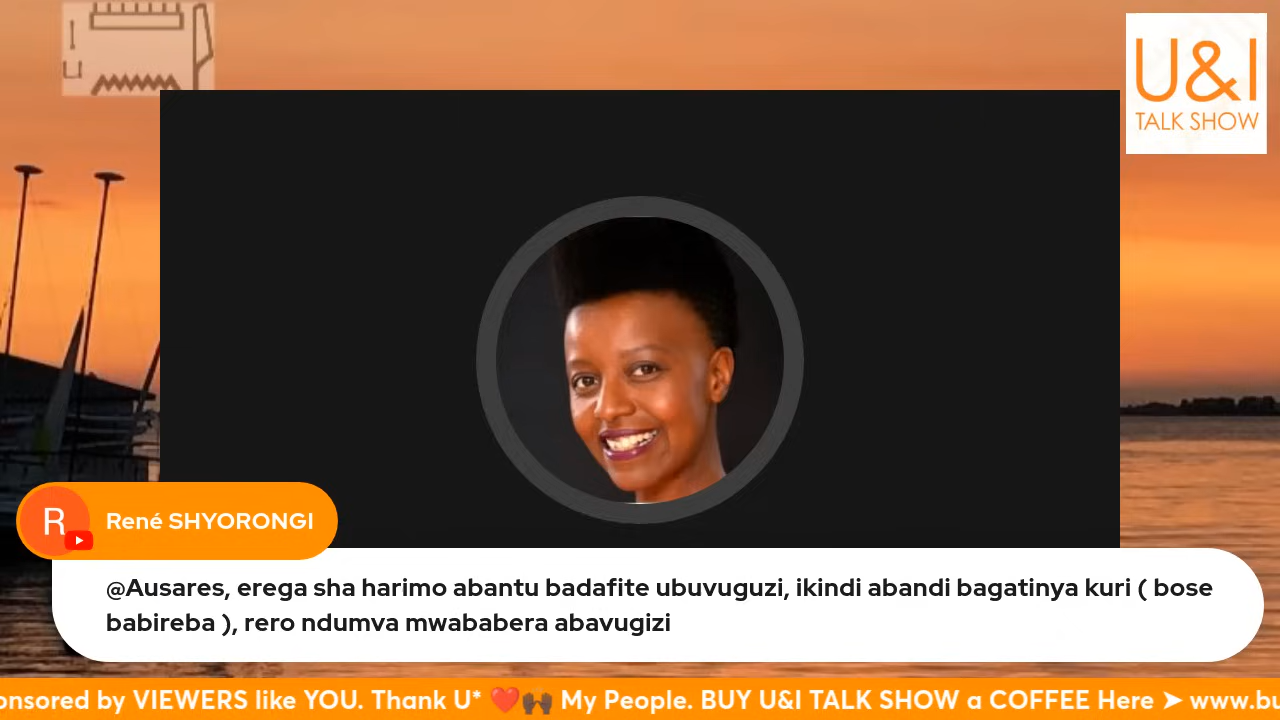 U&I
TALK SHOW
R
René SHYORONGI
@Ausares, erega sha harimo abantu badafite ubuvuguzi, ikindi abandi bagatinya kuri ( bose
babireba ), rero ndumva mwababera abavugizi
onsored by VIEWERS like YOU. Thank U* ❤️🙌🏾 My People. BUY U&I TALK SHOW a COFFEE Here ➤ www.bu